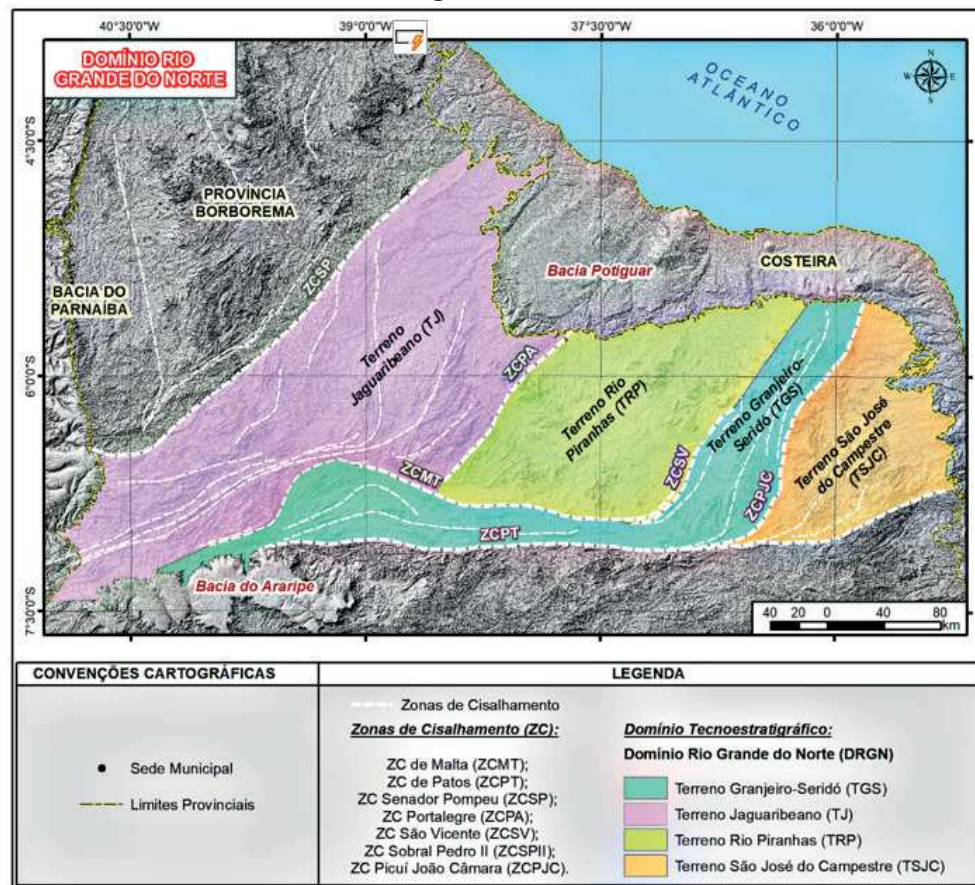 40°30'0"W
39°0'0"W
37°30'0"W
36°0'0"W
DOMÍNIO RIO
GRANDE DO NORTE
OCEANO
ATLÂNTICO
N
W
E
S
4°30'0"S
PROVÍNCIA
BORBOREMA
ZCSP
Bacia Potiguar
COSTEIRA
BACIA DO
PARNAÍBA
Terreno
Jaguaribeano (TJ)
ZCPA
6°0'0"S
Terreno Rio
Piranhas (TRP)
Terreno Granjeiro-
Seridó (TGS)
Terreno São José
do Campestre
(TSJC)
ZCMT
ZCSV
ZCPJC
ZCPT
Bacia do Araripe
7°30'0"S
40 20 0 40 80
km
CONVENÇÕES CARTOGRÁFICAS
Sede Municipal
Limites Provinciais
LEGENDA
Zonas de Cisalhamento
Zonas de Cisalhamento (ZC):
ZC de Malta (ZCMT);
ZC de Patos (ZCPT);
ZC Senador Pompeu (ZCSP);
ZC Portalegre (ZCPA);
ZC São Vicente (ZCSV);
ZC Sobral Pedro II (ZCSPII);
ZC Picuí João Câmara (ZCPJC).
Domínio Tecnoestratigráfico:
Domínio Rio Grande do Norte (DRGN)
Terreno Granjeiro-Seridó (TGS)
Terreno Jaguaribeano (TJ)
Terreno Rio Piranhas (TRP)
Terreno São José do Campestre (TSJC)